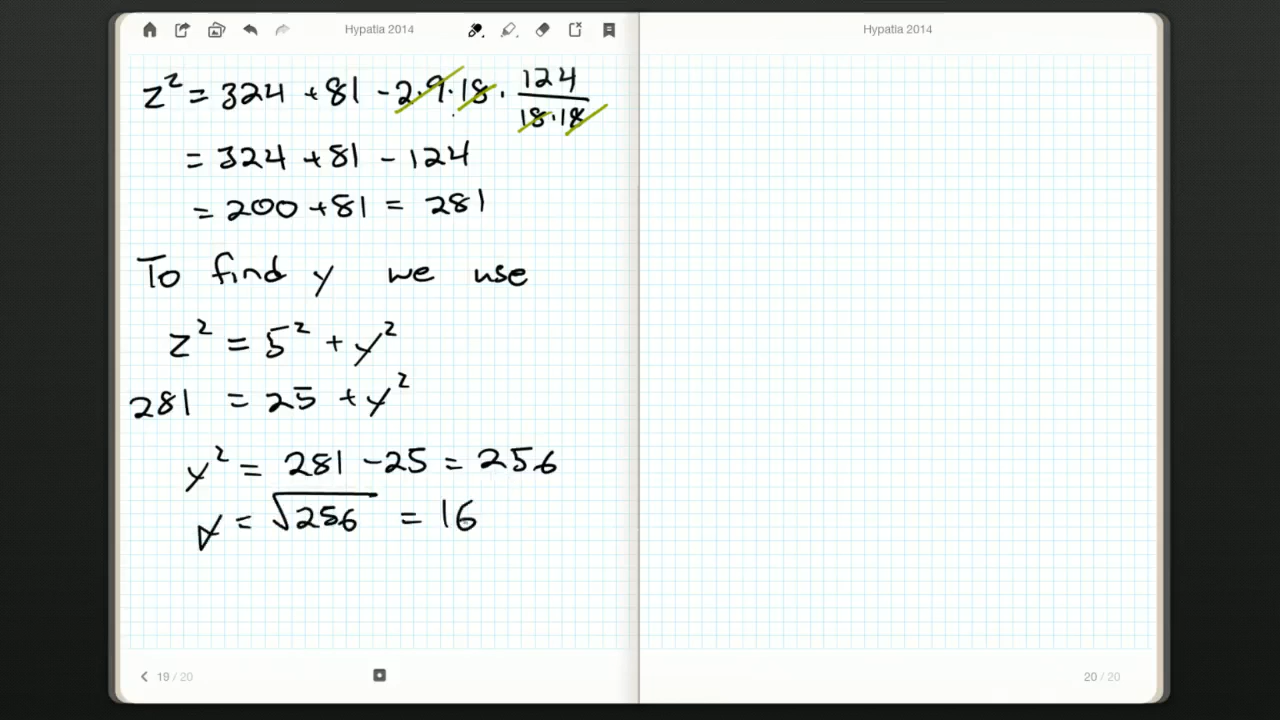 Hypatia 2014
Hypatia 2014
z² = 324 + 81 - 2·9·18 · 124/(18·18)
= 324 + 81 - 124
= 200 + 81 = 281
To find y we use
z² = 5² + y²
281 = 25 + y²
y² = 281 - 25 = 256
y = √256 = 16
19 / 20
20 / 20